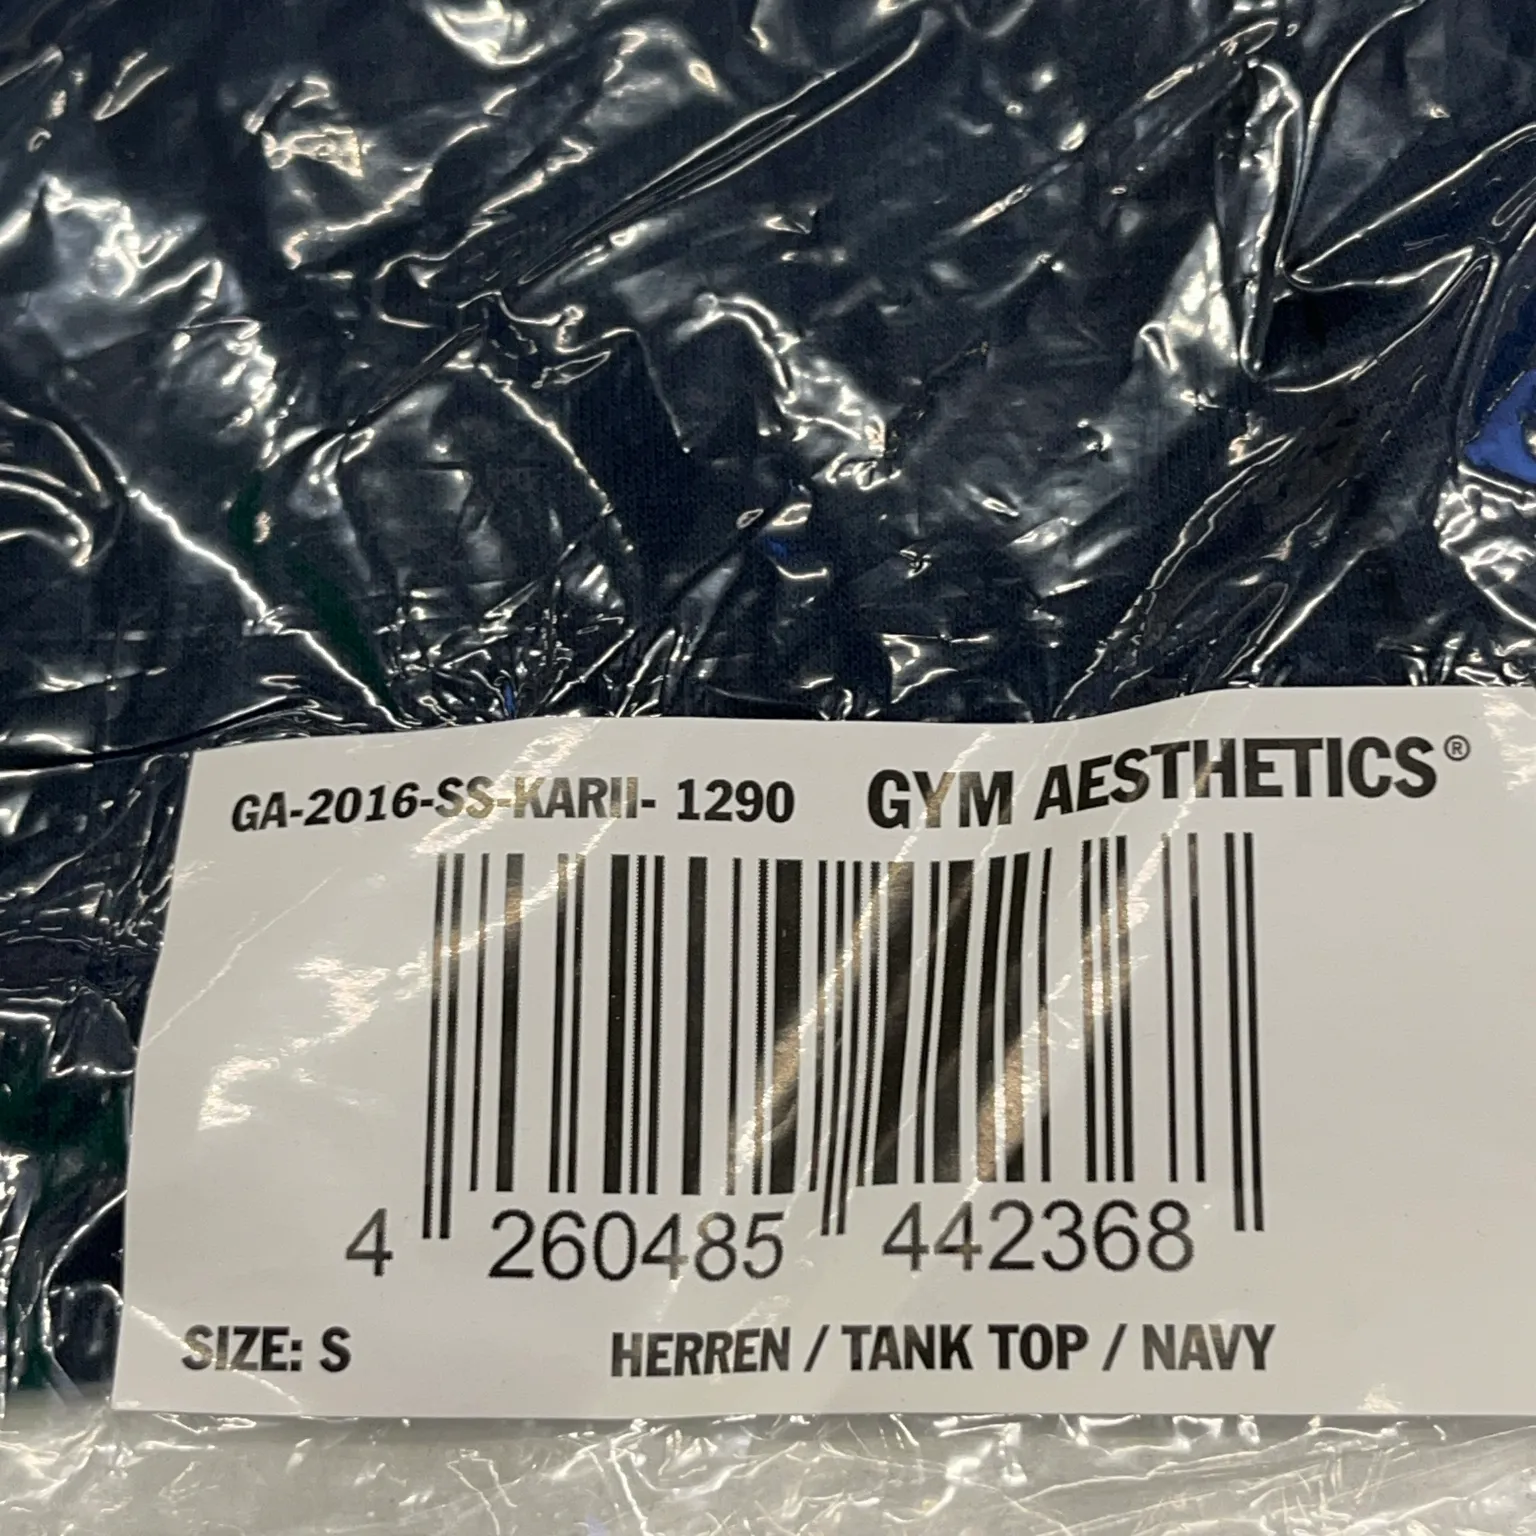 GA-2016-SS-KARII- 1290 GYM AESTHETICS®
4 260485 442368
SIZE: S HERREN / TANK TOP / NAVY